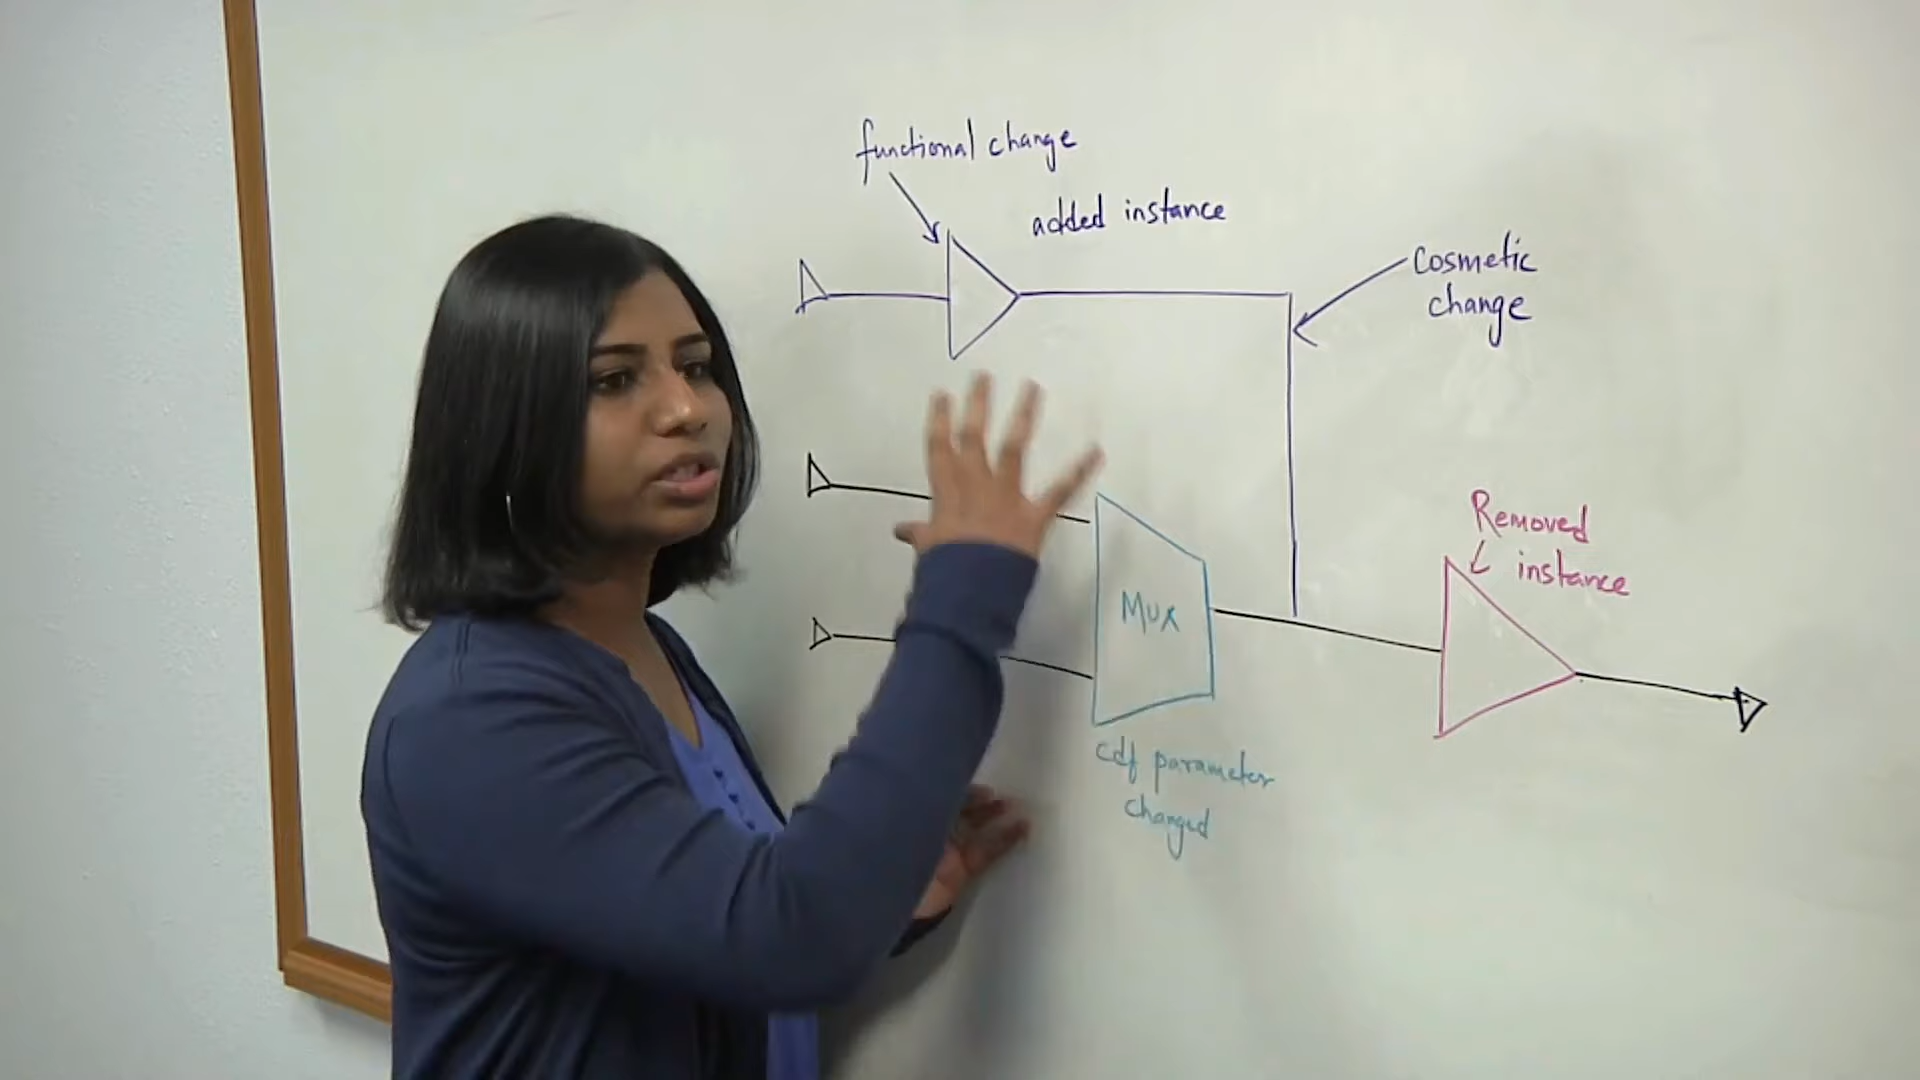 functional change
added instance
Cosmetic
change
Removed
instance
Mux
cdf parameter
changed